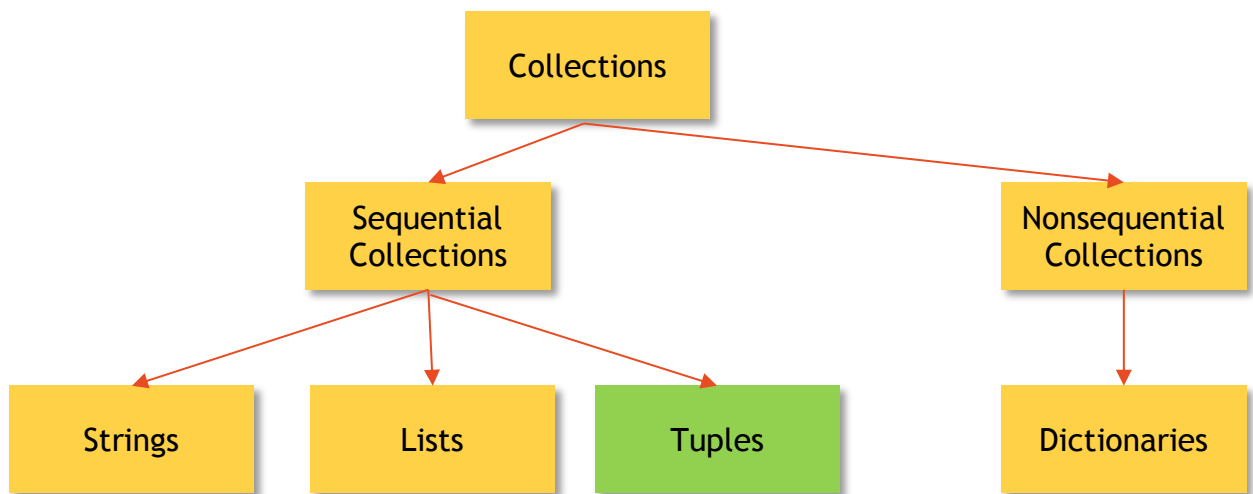 Collections
Sequential
Collections
Nonsequential
Collections
Strings
Lists
Tuples
Dictionaries